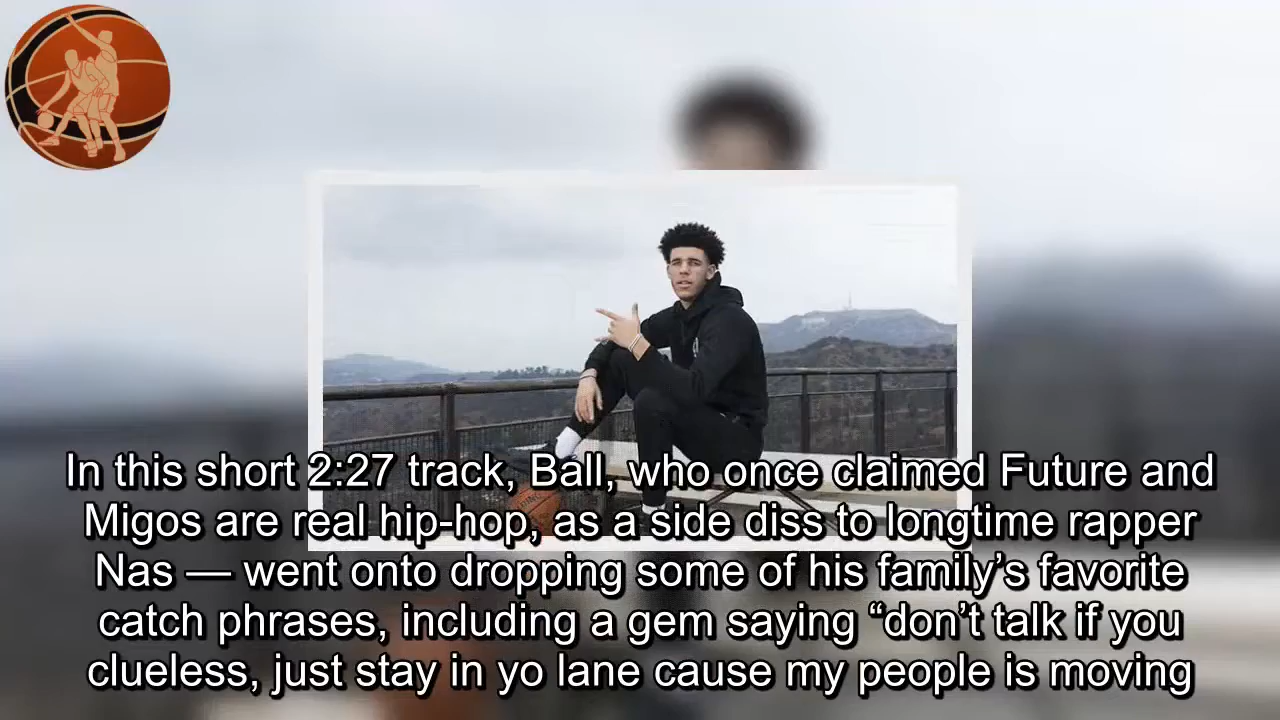 In this short 2:27 track, Ball, who once claimed Future and
Migos are real hip-hop, as a side diss to longtime rapper
Nas — went onto dropping some of his family’s favorite
catch phrases, including a gem saying “don’t talk if you
clueless, just stay in yo lane cause my people is moving